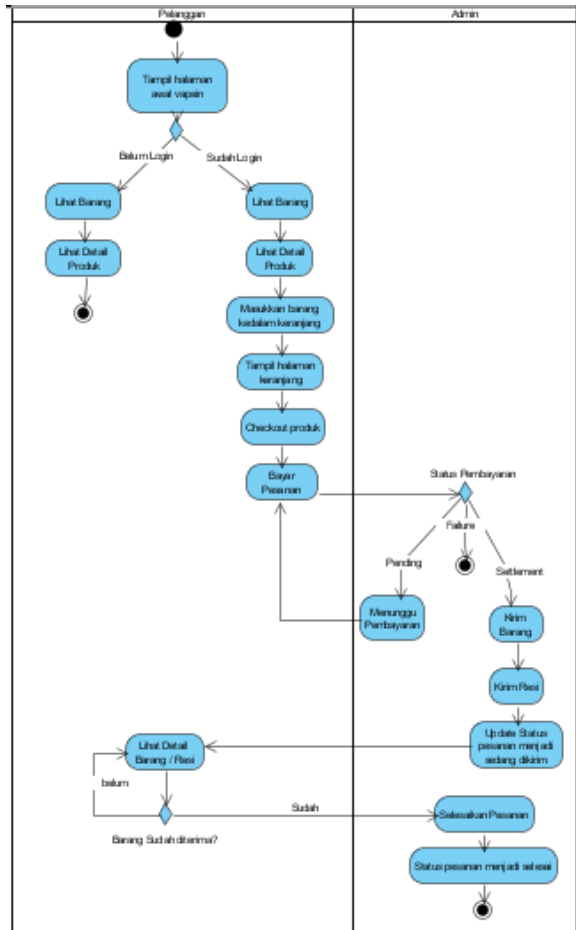 Pelanggan
Admin
Tampil halaman
awal vapein
Belum Login
Sudah Login
Lihat Barang
Lihat Detail
Produk
Lihat Barang
Lihat Detail
Produk
Masukkan barang
kedalam keranjang
Tampil halaman
keranjang
Checkout produk
Bayar
Pesanan
Status Pembayaran
Failure
Pending
Settlement
Menunggu
Pembayaran
Kirim
Barang
Kirim Resi
Update Status
pesanan menjadi
sedang dikirim
Lihat Detail
Barang / Resi
belum
Sudah
Barang Sudah diterima?
Selesaikan Pesanan
Status pesanan menjadi selesai